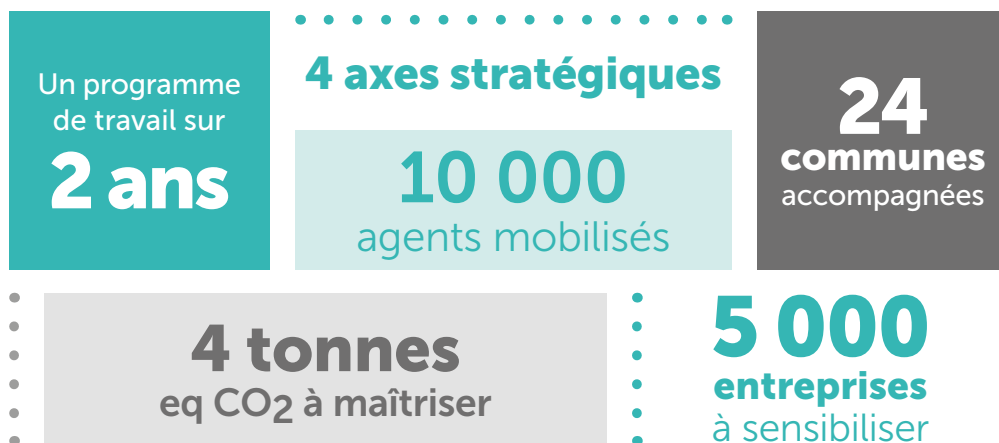 Un programme
de travail sur
2 ans
4 axes stratégiques
10 000
agents mobilisés
24
communes
accompagnées
4 tonnes
eq CO2 à maîtriser
5 000
entreprises
à sensibiliser